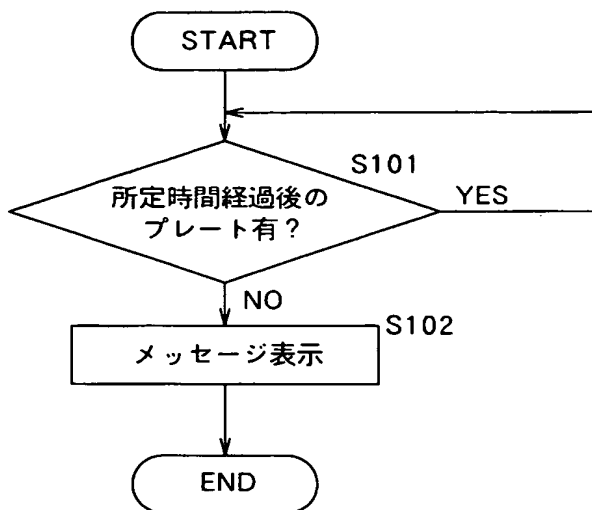 START
S101
所定時間経過後の
プレート有？
YES
NO
S102
メッセージ表示
END